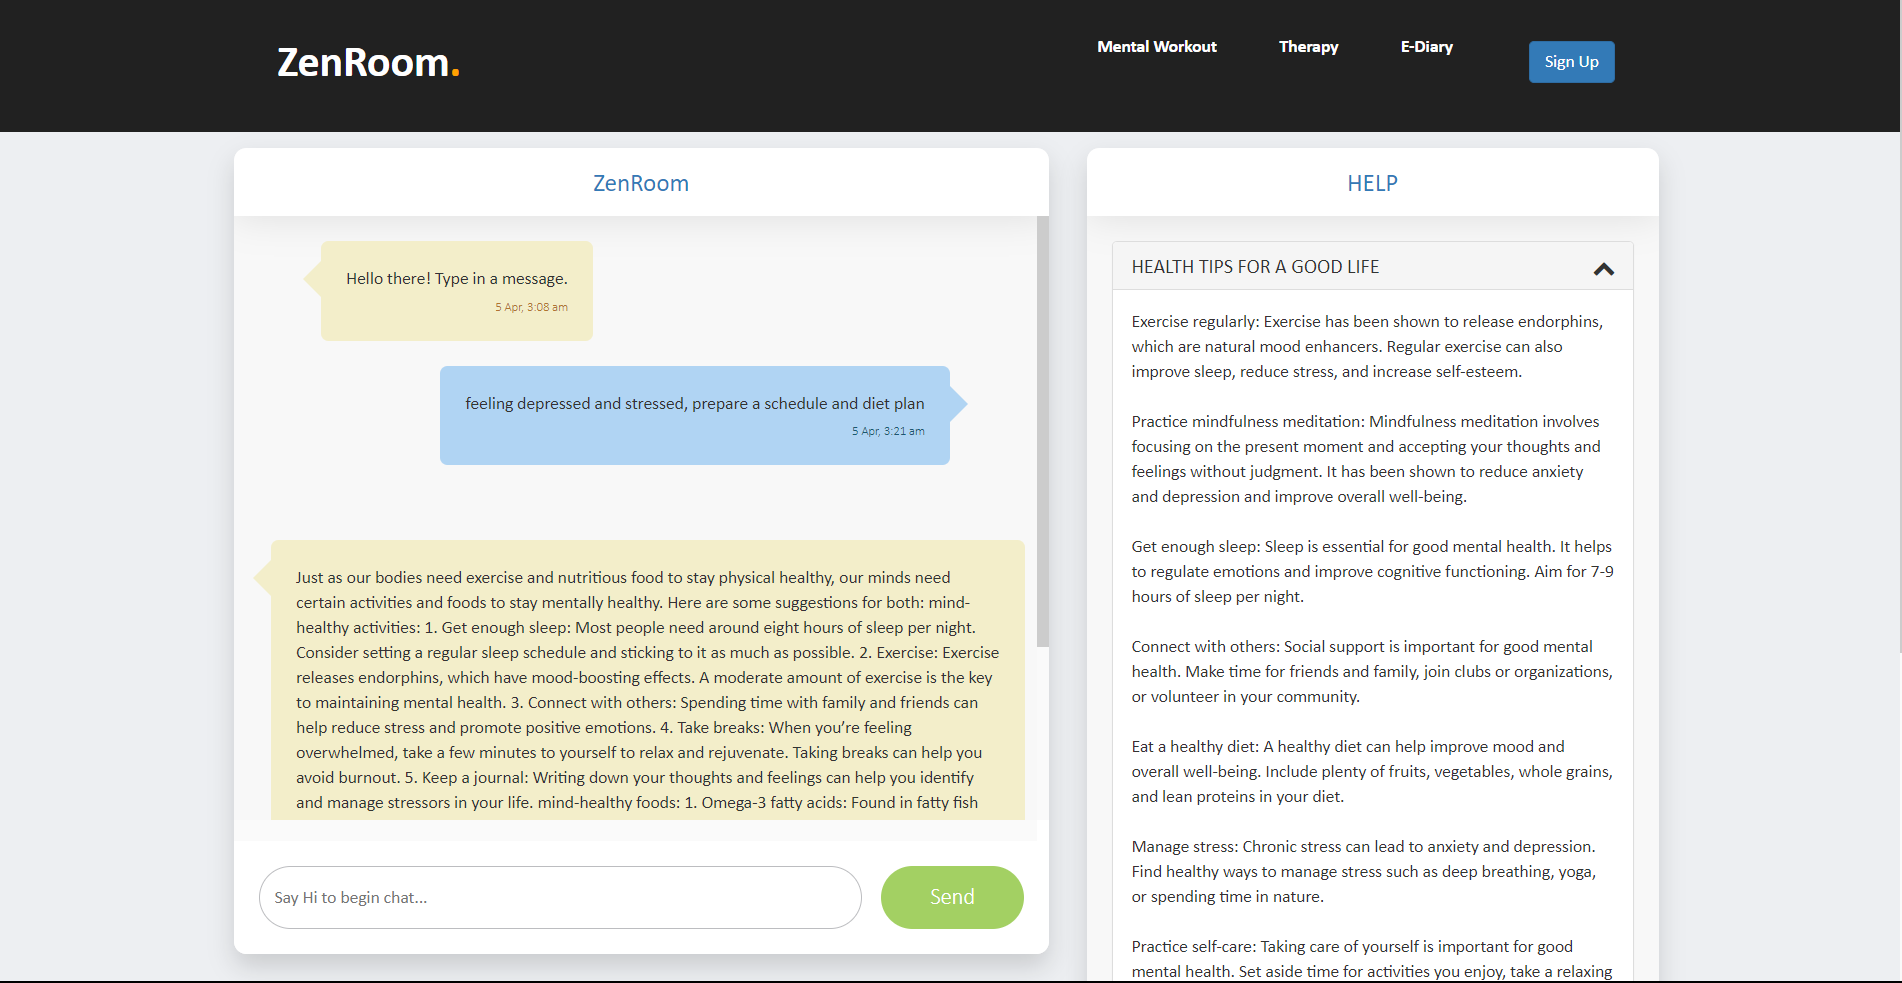 ZenRoom.
Mental Workout
Therapy
E-Diary
Sign Up
ZenRoom
Hello there! Type in a message.
5 Apr, 3:08 am
feeling depressed and stressed, prepare a schedule and diet plan
5 Apr, 3:21 am
Just as our bodies need exercise and nutritious food to stay physical healthy, our minds need
certain activities and foods to stay mentally healthy. Here are some suggestions for both: mind-
healthy activities: 1. Get enough sleep: Most people need around eight hours of sleep per night.
Consider setting a regular sleep schedule and sticking to it as much as possible. 2. Exercise: Exercise
releases endorphins, which have mood-boosting effects. A moderate amount of exercise is the key
to maintaining mental health. 3. Connect with others: Spending time with family and friends can
help reduce stress and promote positive emotions. 4. Take breaks: When you’re feeling
overwhelmed, take a few minutes to yourself to relax and rejuvenate. Taking breaks can help you
avoid burnout. 5. Keep a journal: Writing down your thoughts and feelings can help you identify
and manage stressors in your life. mind-healthy foods: 1. Omega-3 fatty acids: Found in fatty fish
Say Hi to begin chat...
Send
HELP
HEALTH TIPS FOR A GOOD LIFE
Exercise regularly: Exercise has been shown to release endorphins,
which are natural mood enhancers. Regular exercise can also
improve sleep, reduce stress, and increase self-esteem.
Practice mindfulness meditation: Mindfulness meditation involves
focusing on the present moment and accepting your thoughts and
feelings without judgment. It has been shown to reduce anxiety
and depression and improve overall well-being.
Get enough sleep: Sleep is essential for good mental health. It helps
to regulate emotions and improve cognitive functioning. Aim for 7-9
hours of sleep per night.
Connect with others: Social support is important for good mental
health. Make time for friends and family, join clubs or organizations,
or volunteer in your community.
Eat a healthy diet: A healthy diet can help improve mood and
overall well-being. Include plenty of fruits, vegetables, whole grains,
and lean proteins in your diet.
Manage stress: Chronic stress can lead to anxiety and depression.
Find healthy ways to manage stress such as deep breathing, yoga,
or spending time in nature.
Practice self-care: Taking care of yourself is important for good
mental health. Set aside time for activities you enjoy, take a relaxing